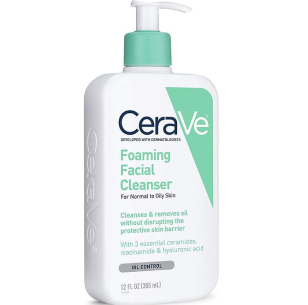 CeraVe
DEVELOPED WITH DERMATOLOGISTS
Foaming
Facial
Cleanser
For Normal to Oily Skin
Cleanses & removes oil
without disrupting the
protective skin barrier
With 3 essential ceramides,
niacinamide & hyaluronic acid
OIL CONTROL
12 FL OZ (355 mL)